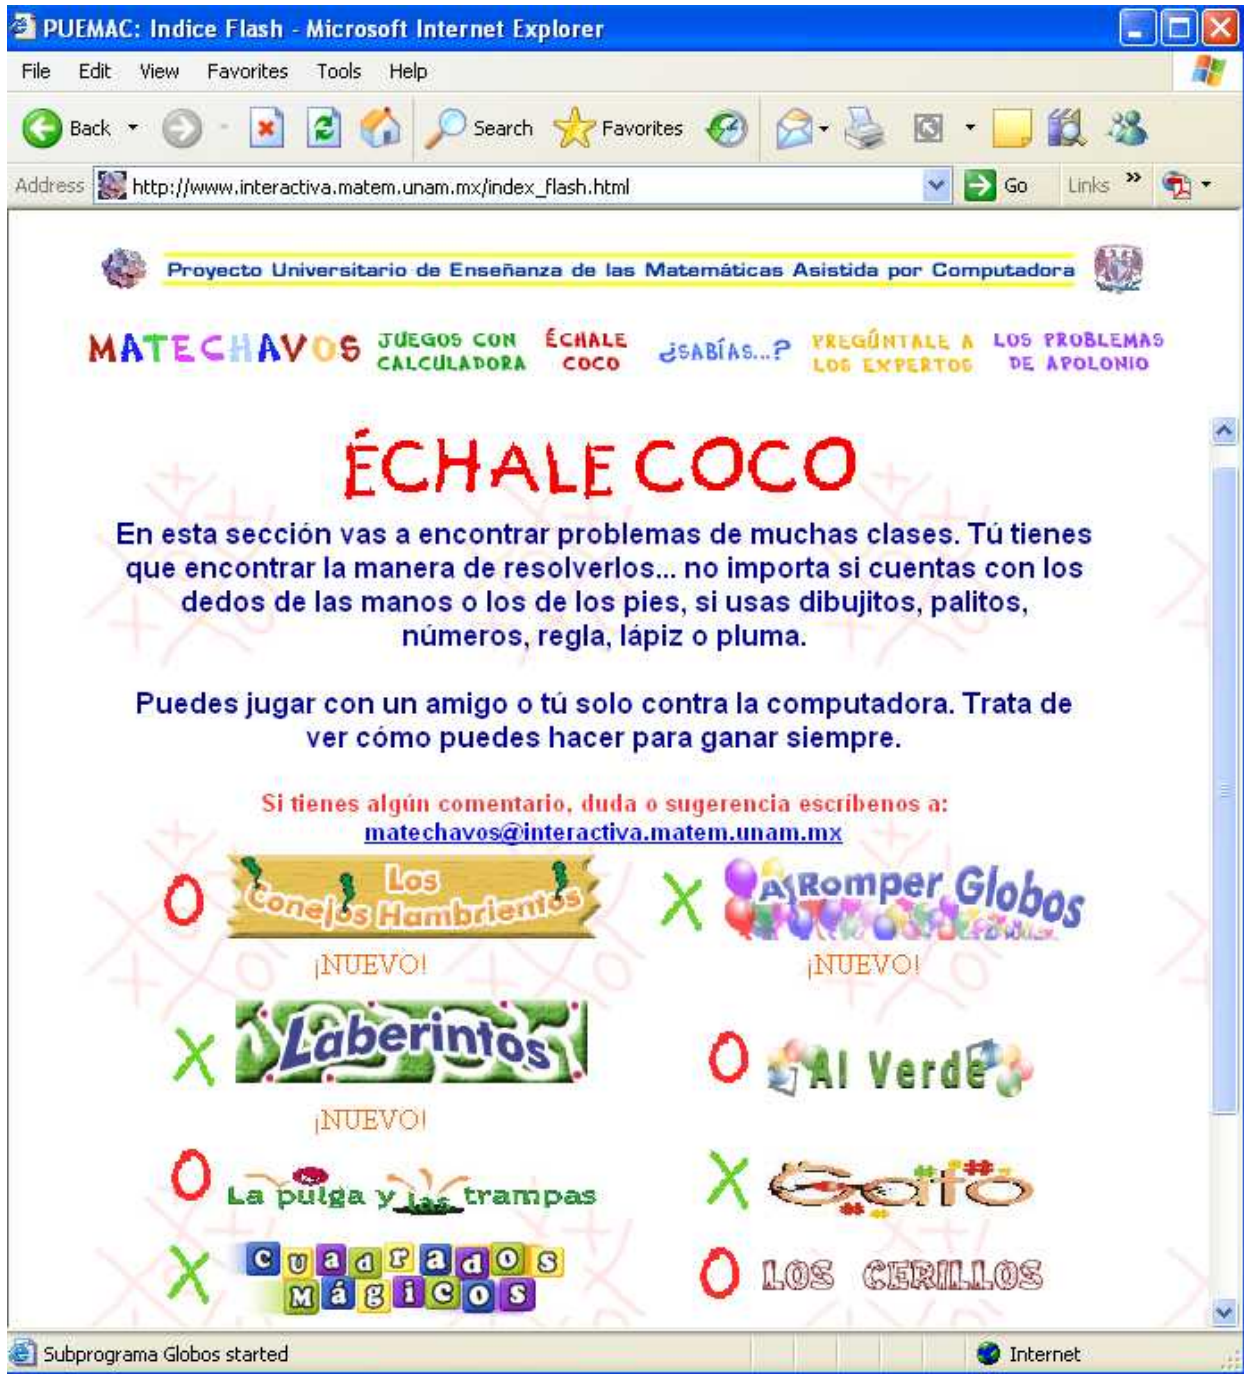 PUEMAC: Indice Flash - Microsoft Internet Explorer
File Edit View Favorites Tools Help
Back Search Favorites
Address http://www.interactiva.matem.unam.mx/index_flash.html Go Links »
Proyecto Universitario de Enseñanza de las Matemáticas Asistida por Computadora
MATECHAVOS JUEGOS CON CALCULADORA ÉCHALE COCO ¿SABÍAS...? PREGÚNTALE A LOS EXPERTOS LOS PROBLEMAS DE APOLONIO
ÉCHALE COCO
En esta sección vas a encontrar problemas de muchas clases. Tú tienes
que encontrar la manera de resolverlos... no importa si cuentas con los
dedos de las manos o los de los pies, si usas dibujitos, palitos,
números, regla, lápiz o pluma.
Puedes jugar con un amigo o tú solo contra la computadora. Trata de
ver cómo puedes hacer para ganar siempre.
Si tienes algún comentario, duda o sugerencia escríbenos a:
matechavos@interactiva.matem.unam.mx
O Los Conejos Hambrientos X A Romper Globos
¡NUEVO! ¡NUEVO!
X Laberintos O Al Verde
¡NUEVO!
O La pulga y las trampas X Gato
X Cuadrados Mágicos O LOS CERILLOS
Subprograma Globos started Internet